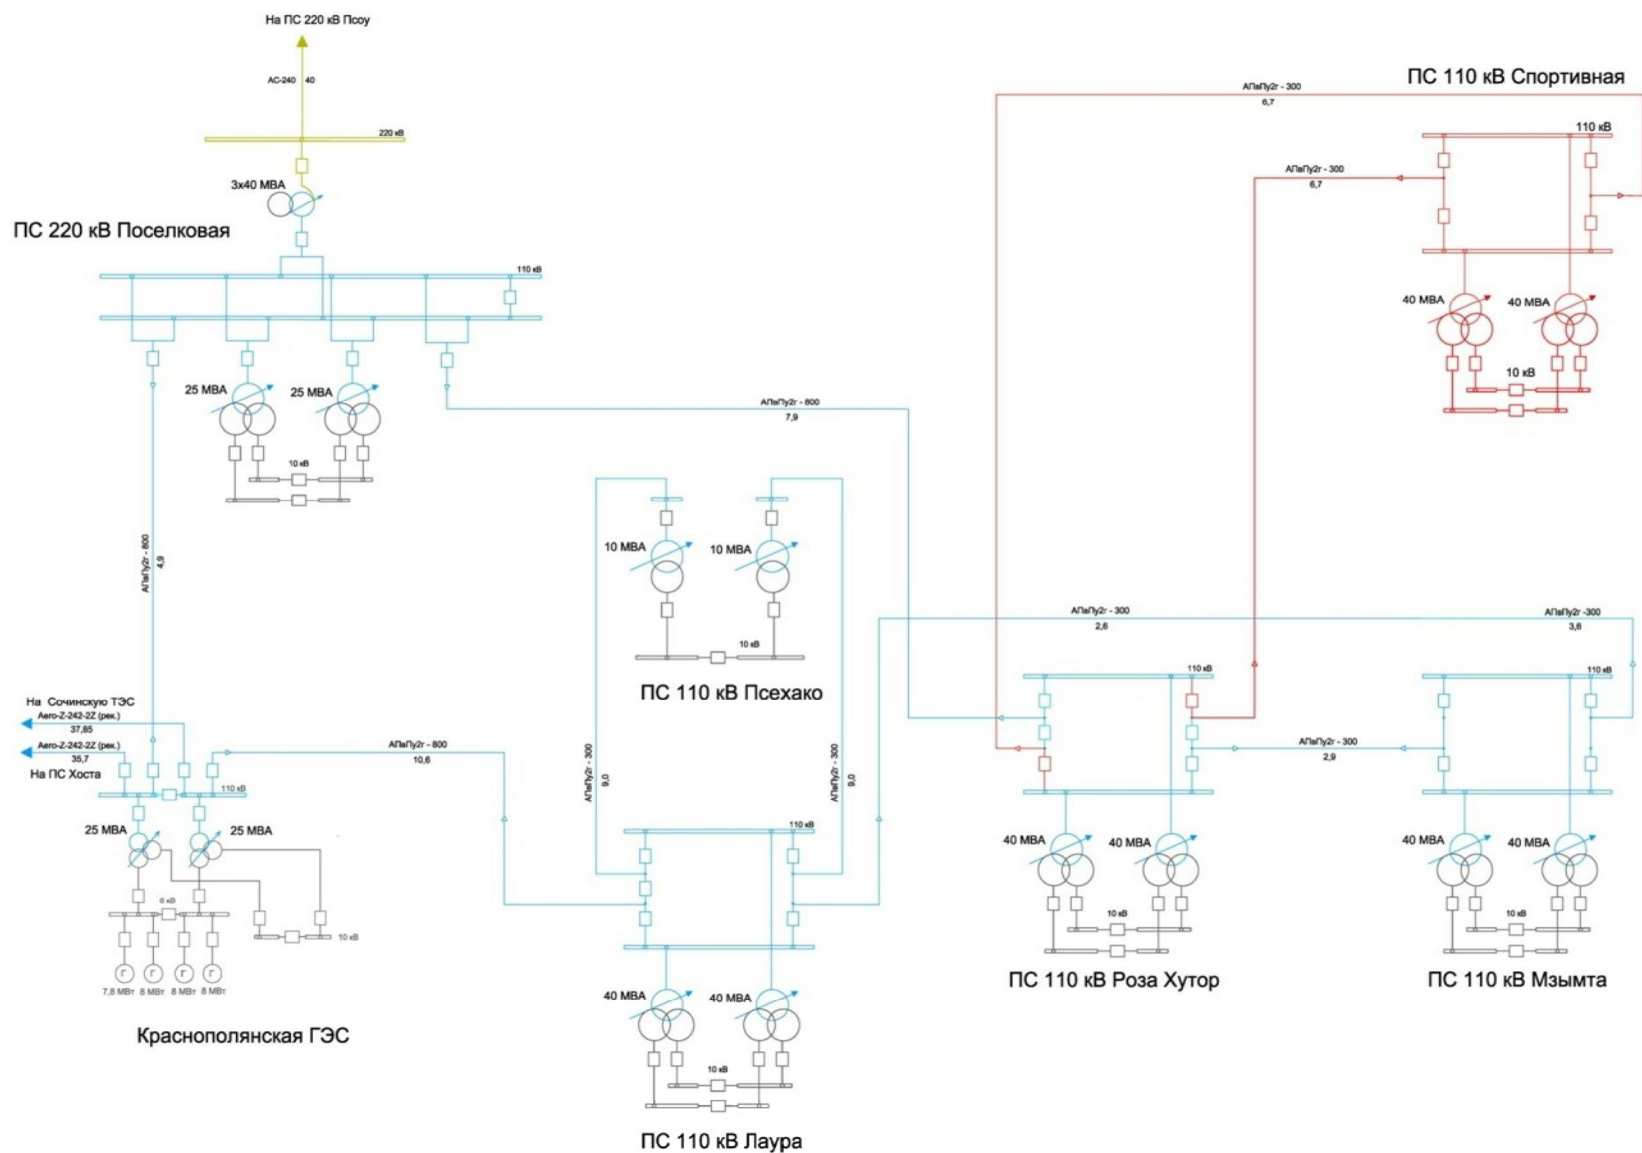 На ПС 220 кВ Псоу
АС-240 40
220 кВ
3х40 МВА
ПС 220 кВ Поселковая
110 кВ
25 МВА
25 МВА
10 кВ
АПвПу2г - 800
4,9
АПвПу2г - 800
7,9
ПС 110 кВ Спортивная
АПвПу2г - 300
6,7
110 кВ
АПвПу2г - 300
6,7
40 МВА
40 МВА
10 кВ
10 МВА
10 МВА
10 кВ
ПС 110 кВ Псехако
АПвПу2г - 300
9,0
АПвПу2г - 300
9,0
АПвПу2г - 300
2,6
АПвПу2г -300
3,6
На Сочинскую ТЭС
Aero-Z-242-2Z (рек.)
37,85
Aero-Z-242-2Z (рек.)
35,7
На ПС Хоста
АПвПу2г - 800
10,6
110 кВ
25 МВА
25 МВА
6 кВ
10 кВ
Г
Г
Г
Г
7,8 МВт
8 МВт
8 МВт
8 МВт
Краснополянская ГЭС
110 кВ
40 МВА
40 МВА
10 кВ
ПС 110 кВ Лаура
110 кВ
АПвПу2г - 300
2,9
40 МВА
40 МВА
10 кВ
ПС 110 кВ Роза Хутор
110 кВ
40 МВА
40 МВА
10 кВ
ПС 110 кВ Мзымта